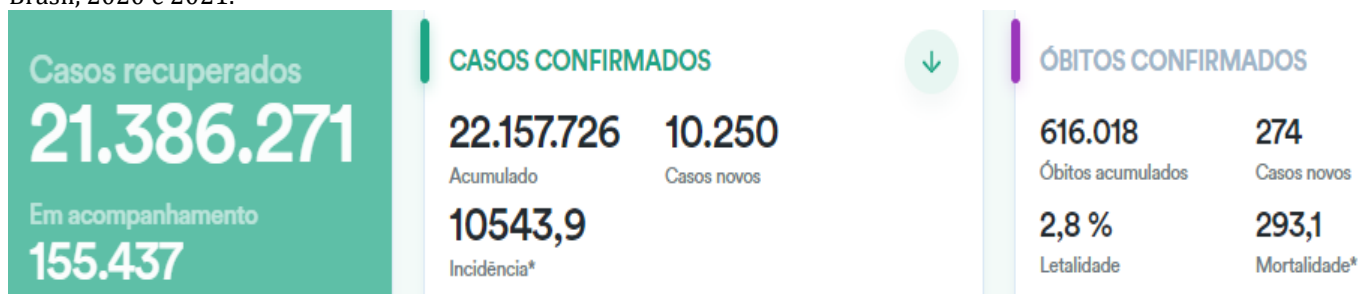 Brasil, 2020 e 2021.
Casos recuperados
21.386.271
Em acompanhamento
155.437
CASOS CONFIRMADOS
22.157.726
Acumulado
10.250
Casos novos
10543,9
Incidência*
ÓBITOS CONFIRMADOS
616.018
Óbitos acumulados
274
Casos novos
2,8 %
Letalidade
293,1
Mortalidade*